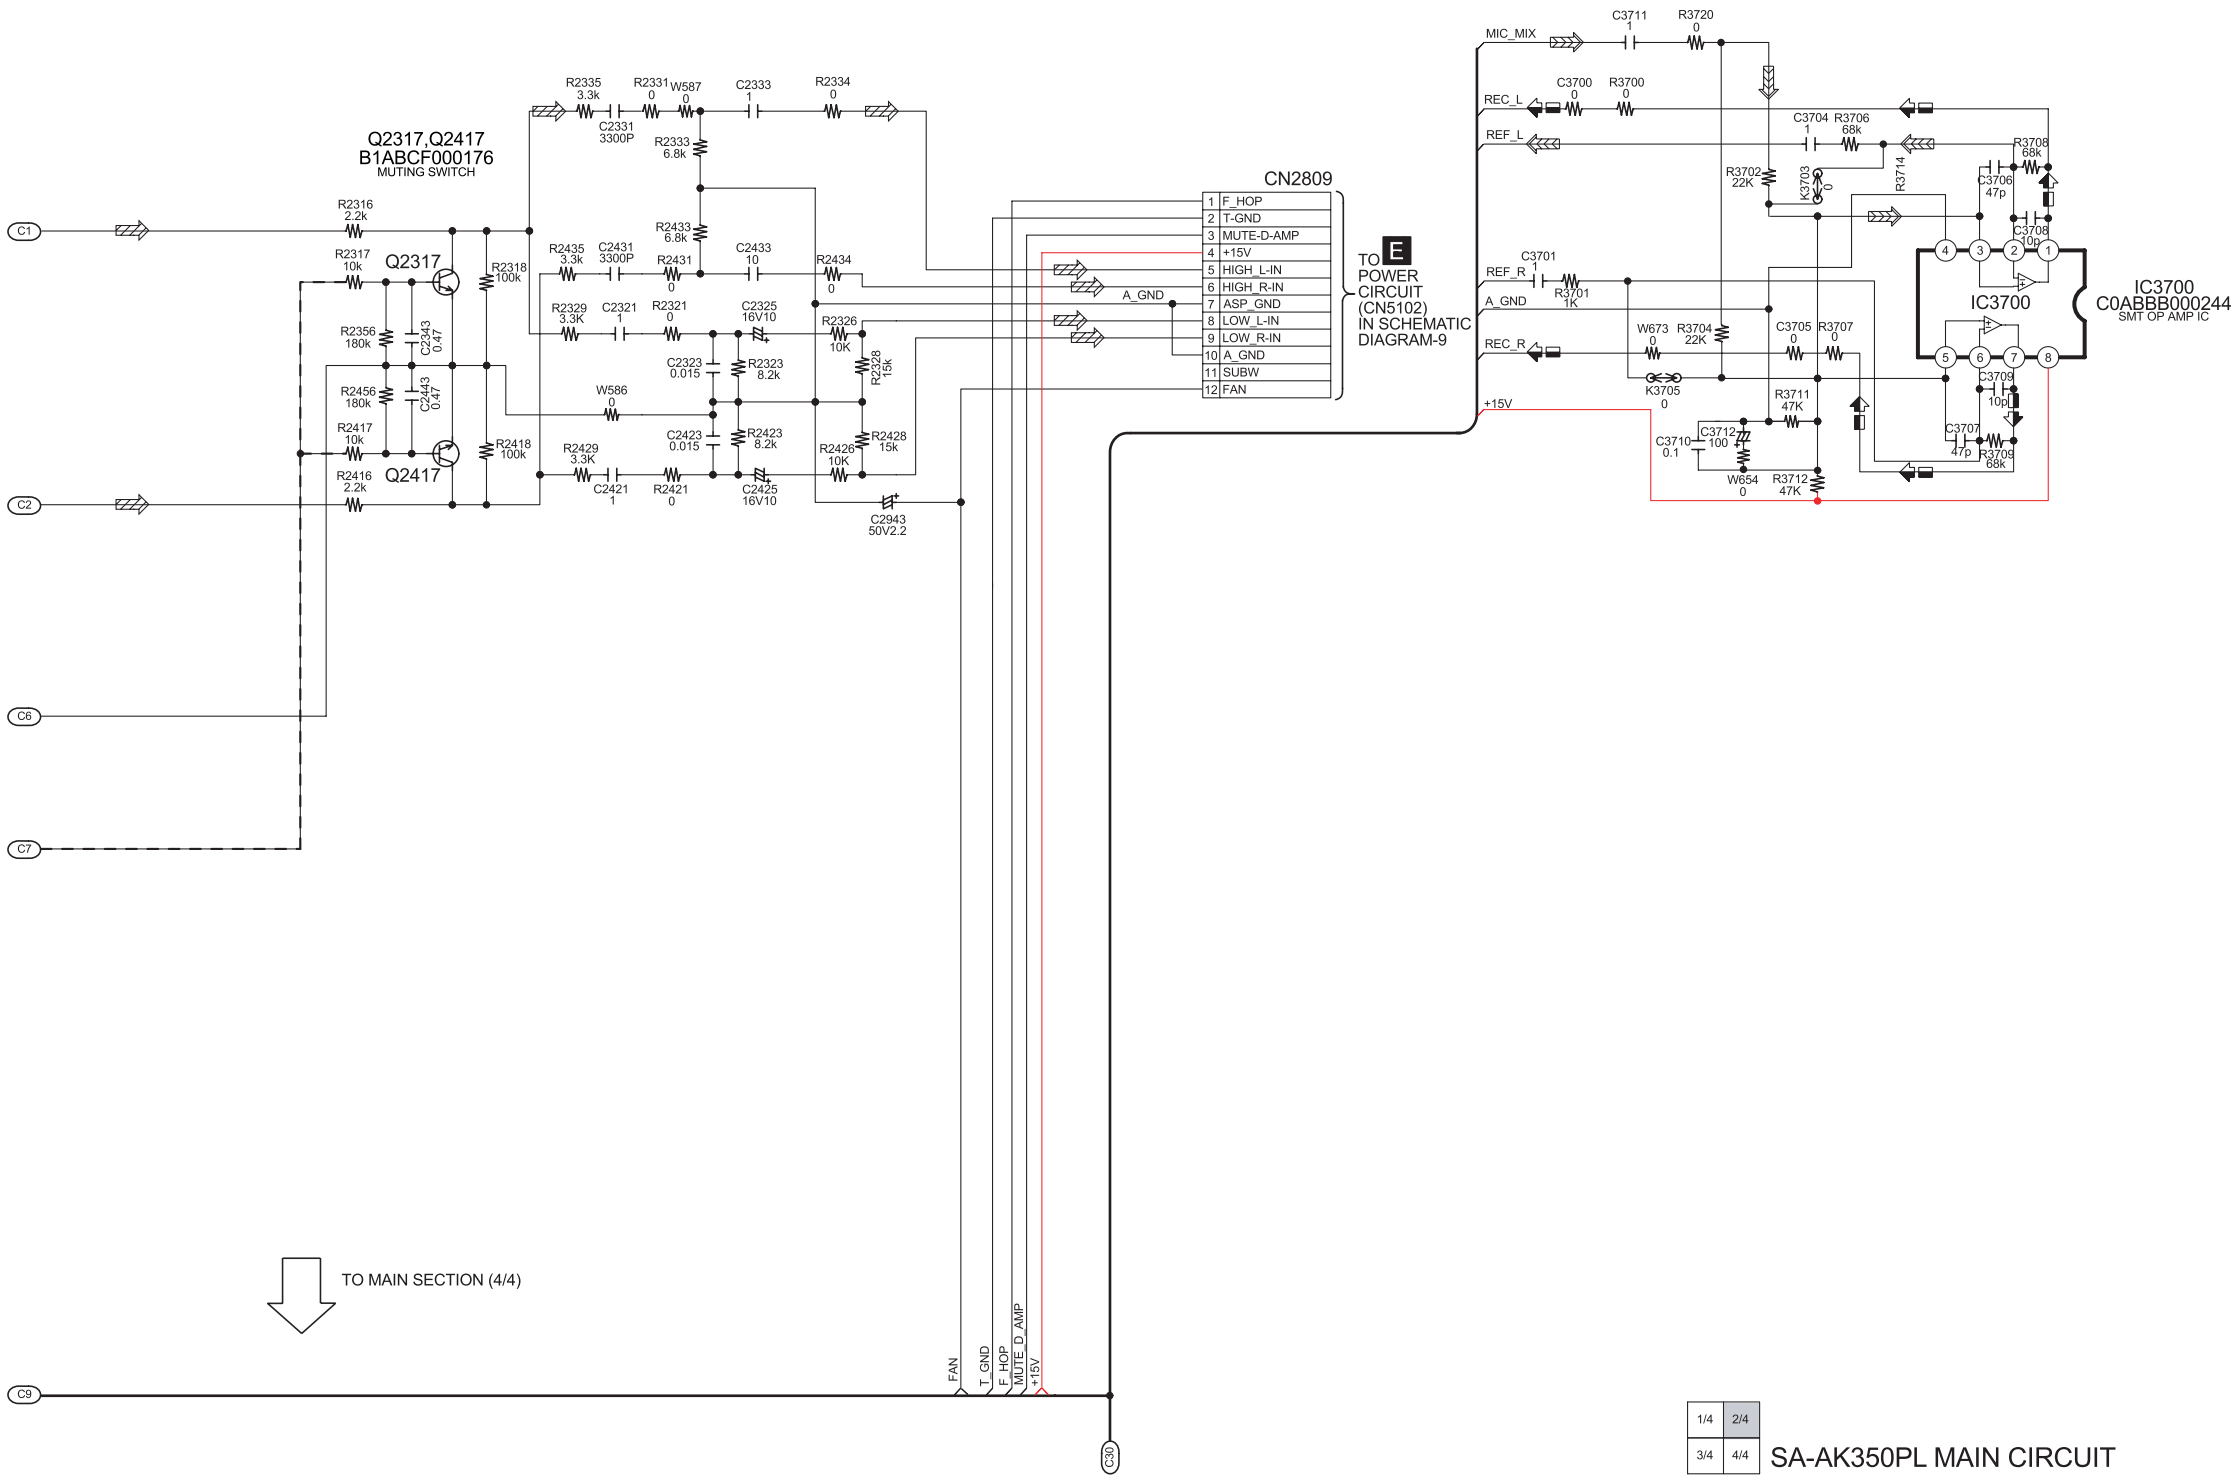 MIC_MIX
C3711
1
R3720
0
REC_L
C3700
0
R3700
0
REF_L
C3704
1
R3706
68k
R3708
68k
C3706
47p
R3714
K3703
0
R3702
22K
C3708
10p
4
3
2
1
IC3700
5
6
7
8
IC3700
C0ABBB000244
SMT OP AMP IC
REF_R
C3701
1
R3701
1K
A_GND
W673
0
R3704
22K
C3705
0
R3707
0
REC_R
K3705
0
+15V
R3711
47K
C3710
0.1
C3712
100
W654
0
R3712
47K
C3709
10p
C3707
47p
R3709
68k
Q2317,Q2417
B1ABCF000176
MUTING SWITCH
R2335
3.3k
C2331
3300P
R2331
0
W587
0
C2333
1
R2334
0
R2333
6.8k
R2433
6.8k
C1
R2316
2.2k
R2317
10k
Q2317
R2318
100k
R2435
3.3k
C2431
3300P
R2431
0
C2433
10
R2434
0
R2356
180k
C2343
0.47
R2329
3.3K
C2321
1
R2321
0
C2325
16V10
R2326
10K
C2323
0.015
R2323
8.2k
R2328
15k
R2456
180k
C2443
0.47
W586
0
R2417
10k
Q2417
R2416
2.2k
R2418
100k
C2423
0.015
R2423
8.2k
R2428
15k
R2429
3.3K
C2421
1
R2421
0
C2425
16V10
R2426
10K
C2
C2943
50V2.2
A_GND
CN2809
1 F_HOP
2 T-GND
3 MUTE-D-AMP
4 +15V
5 HIGH_L-IN
6 HIGH_R-IN
7 ASP_GND
8 LOW_L-IN
9 LOW_R-IN
10 A_GND
11 SUBW
12 FAN
TO E
POWER
CIRCUIT
(CN5102)
IN SCHEMATIC
DIAGRAM-9
C6
C7
TO MAIN SECTION (4/4)
FAN
T_GND
F_HOP
MUTE_D_AMP
+15V
C9
C30
1/4 2/4
3/4 4/4
SA-AK350PL MAIN CIRCUIT